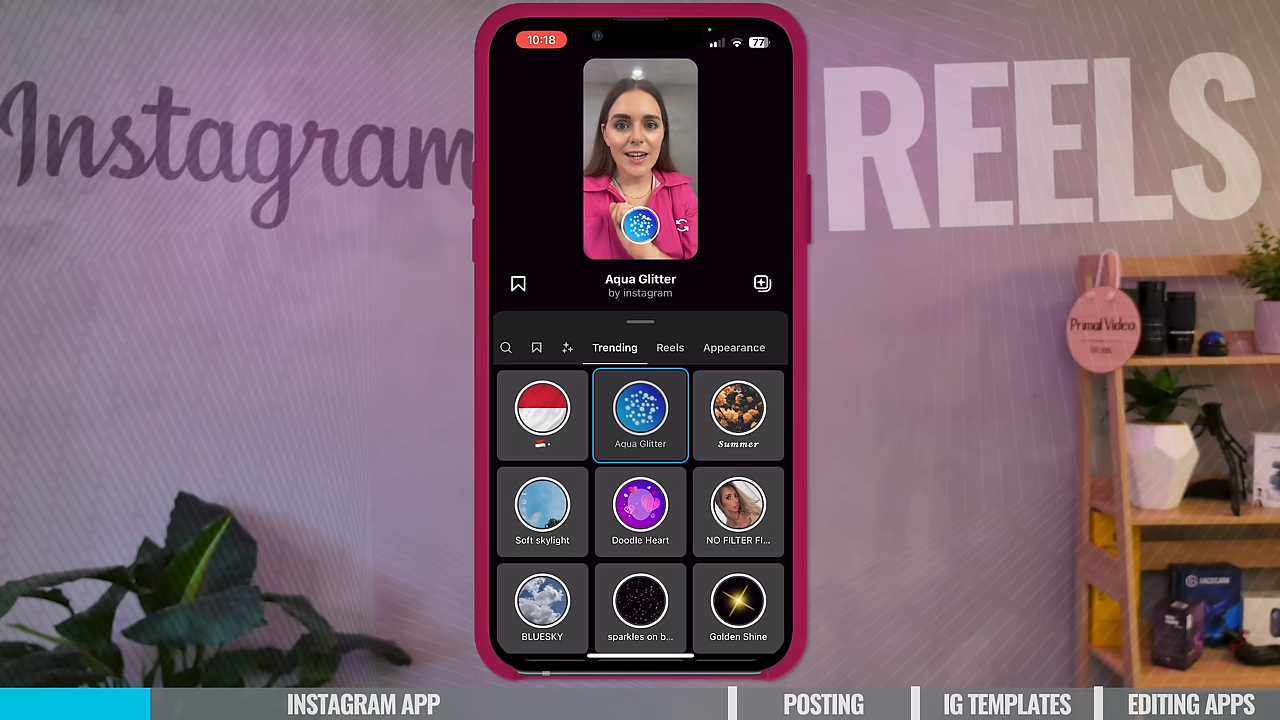 Instagram
REELS
10:18
77
Aqua Glitter
by instagram
Trending
Reels
Appearance
Aqua Glitter
Summer
Soft skylight
Doodle Heart
NO FILTER FI...
BLUESKY
sparkles on b...
Golden Shine
Primal Video
FACECAM
INSTAGRAM APP
POSTING
IG TEMPLATES
EDITING APPS